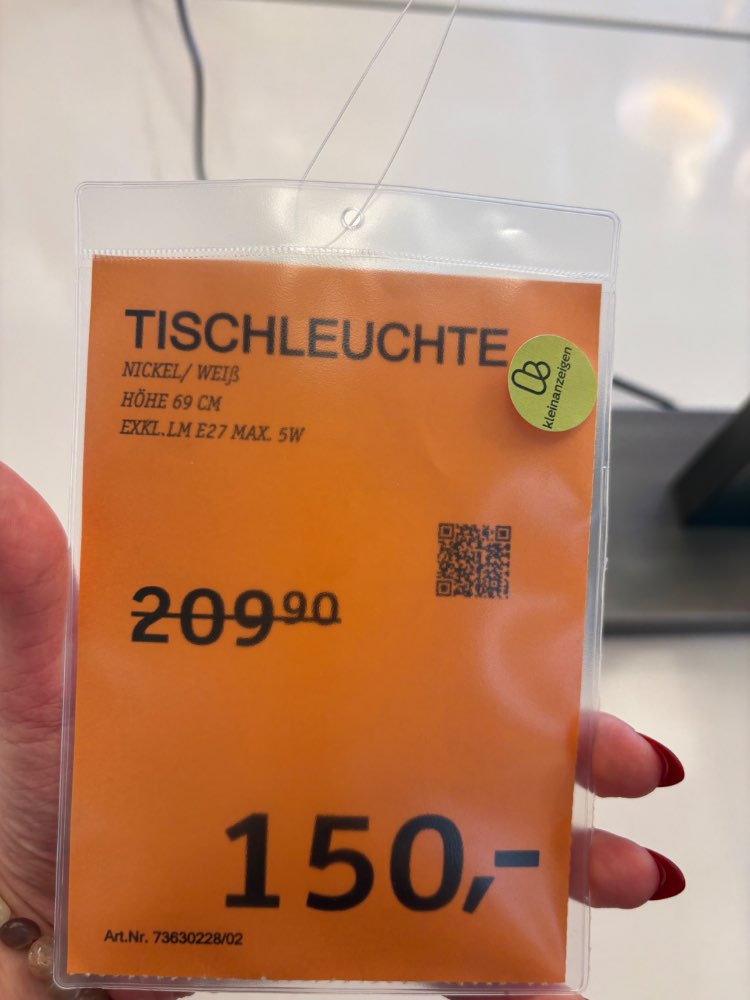 TISCHLEUCHTE
NICKEL/ WEIß
HÖHE 69 CM
EXKL.LM E27 MAX. 5W
kleinanzeigen
20990
150,-
Art.Nr. 73630228/02